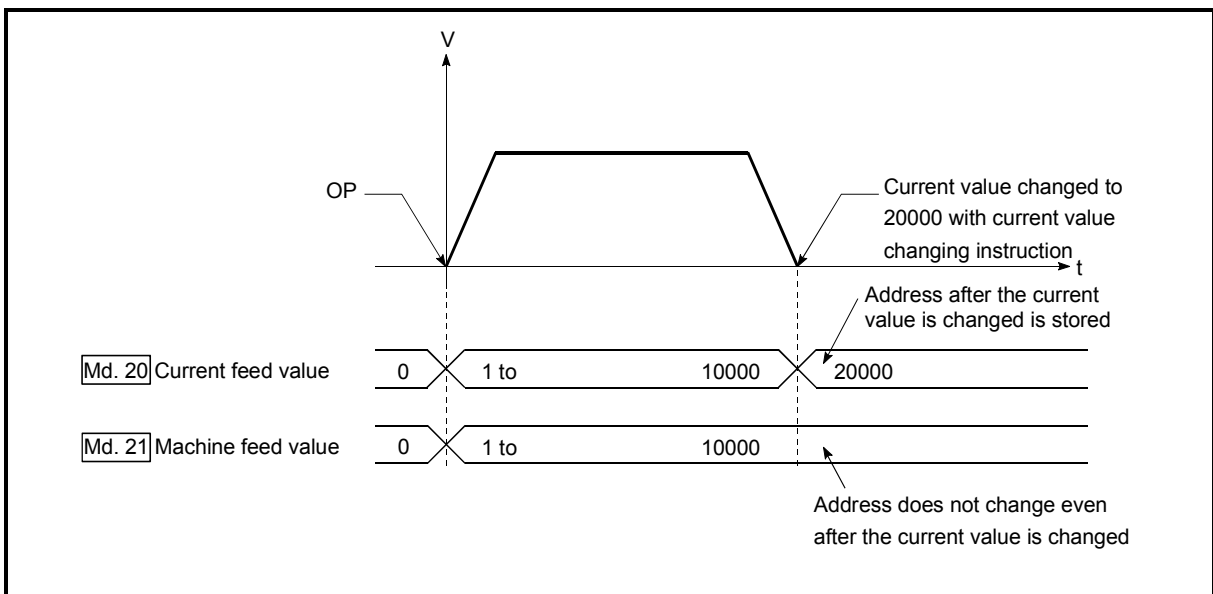 V
OP
Current value changed to
20000 with current value
changing instruction
t
Address after the current
value is changed is stored
Md. 20 Current feed value 0 1 to 10000 20000
Md. 21 Machine feed value 0 1 to 10000
Address does not change even
after the current value is changed